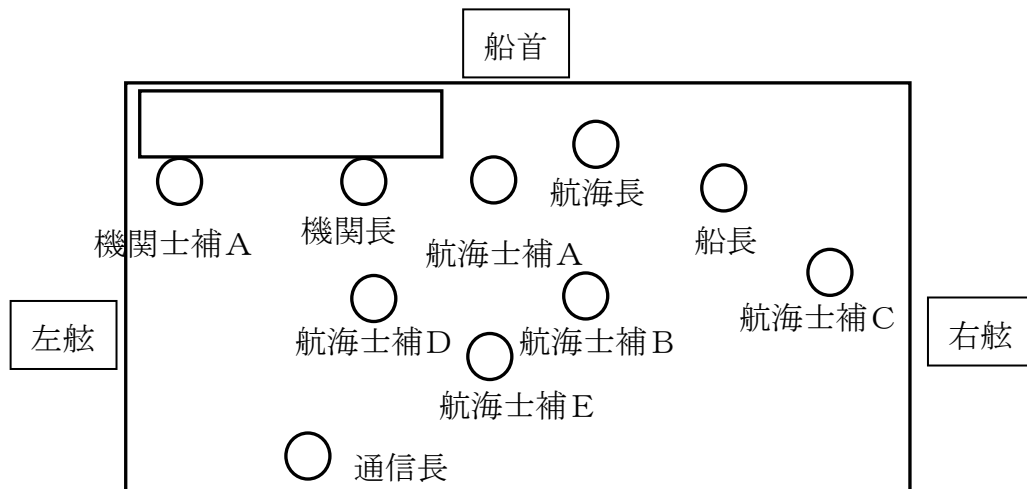 船首
航海長
機関長
船長
機関士補A
航海士補A
航海士補C
左舷
航海士補D
航海士補B
右舷
航海士補E
通信長